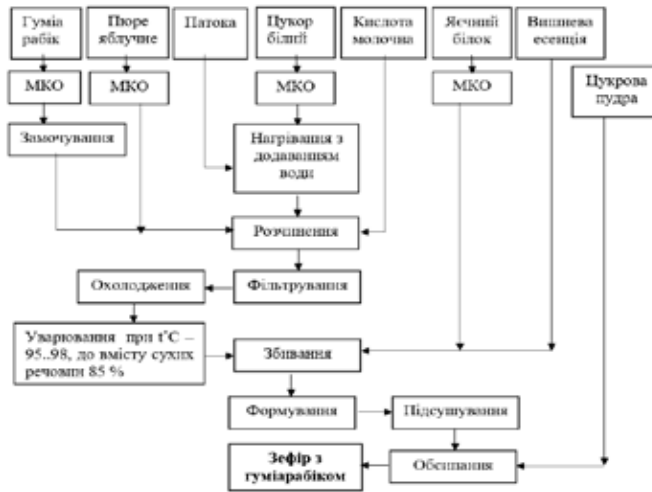 Гуміа
рабік
Пюре
яблучне
Патока
Цукор
білий
Кислота
молочна
Яєчний
білок
Вишнева
есенція
Цукрова
пудра
МКО
МКО
МКО
МКО
Замочування
Нагрівання з
додаванням
води
Розчинення
Охолодження
Фільтрування
Уварювання при t˚C –
95..98, до вмісту сухих
речовин 85 %
Збивання
Формування
Підсушування
Зефір з
гуміарабіком
Обсипання